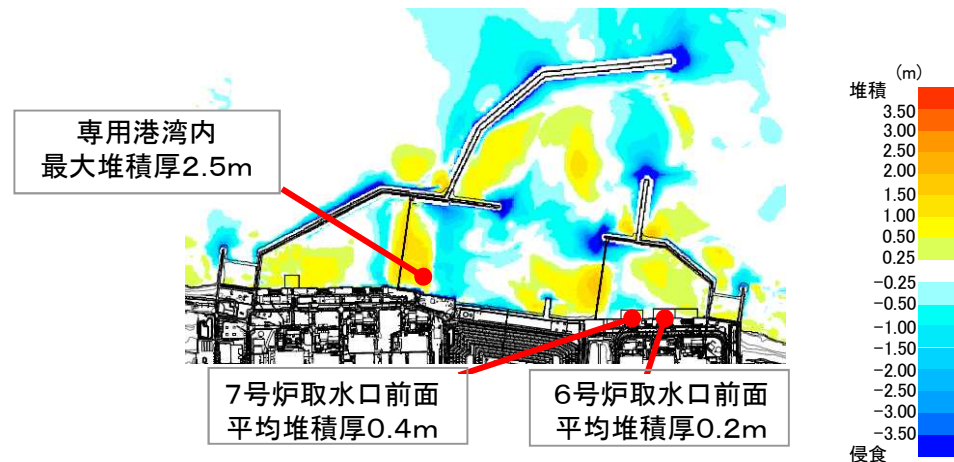 専用港湾内
最大堆積厚2.5m
7号炉取水口前面
平均堆積厚0.4m
6号炉取水口前面
平均堆積厚0.2m
(m)
堆積
3.50
3.00
2.50
2.00
1.50
1.00
0.50
0.25
-0.25
-0.50
-1.00
-1.50
-2.00
-2.50
-3.00
-3.50
侵食